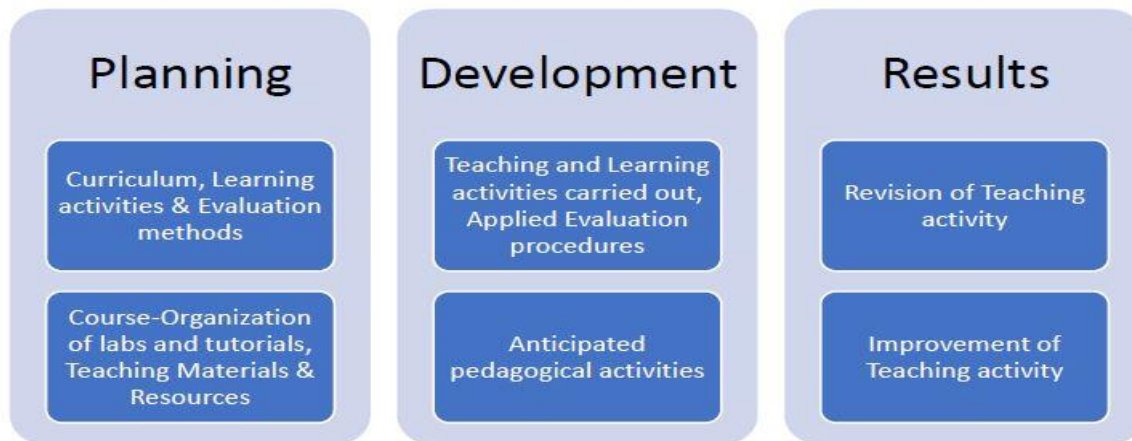 Planning
Curriculum, Learning
activities & Evaluation
methods
Course-Organization
of labs and tutorials,
Teaching Materials &
Resources
Development
Teaching and Learning
activities carried out,
Applied Evaluation
procedures
Anticipated
pedagogical activities
Results
Revision of Teaching
activity
Improvement of
Teaching activity